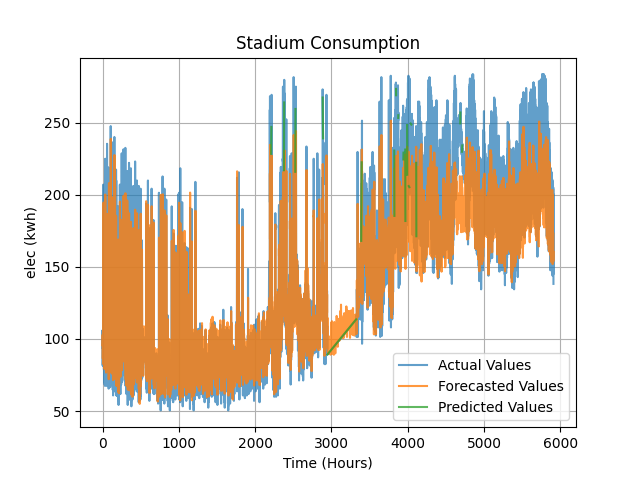 Stadium Consumption
elec (kwh)
250
200
150
100
50
0 1000 2000 3000 4000 5000 6000
Time (Hours)
Actual Values
Forecasted Values
Predicted Values